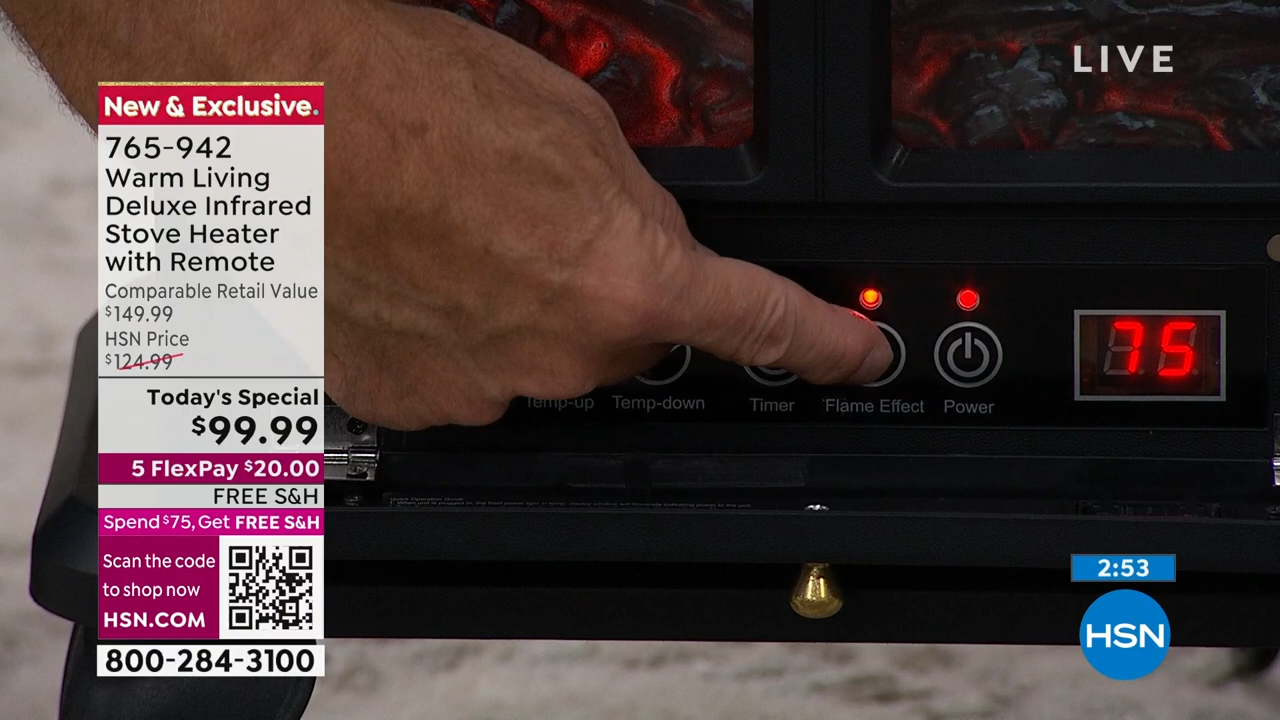 LIVE
New & Exclusive.
765-942
Warm Living
Deluxe Infrared
Stove Heater
with Remote
Comparable Retail Value
$149.99
HSN Price
$124.99
Today's Special
$99.99
5 FlexPay $20.00
FREE S&H
Spend $75, Get FREE S&H
Scan the code
to shop now
HSN.COM
800-284-3100
75
Temp-up Temp-down Timer Flame Effect Power
Quick Operation Guide
2:53
HSN